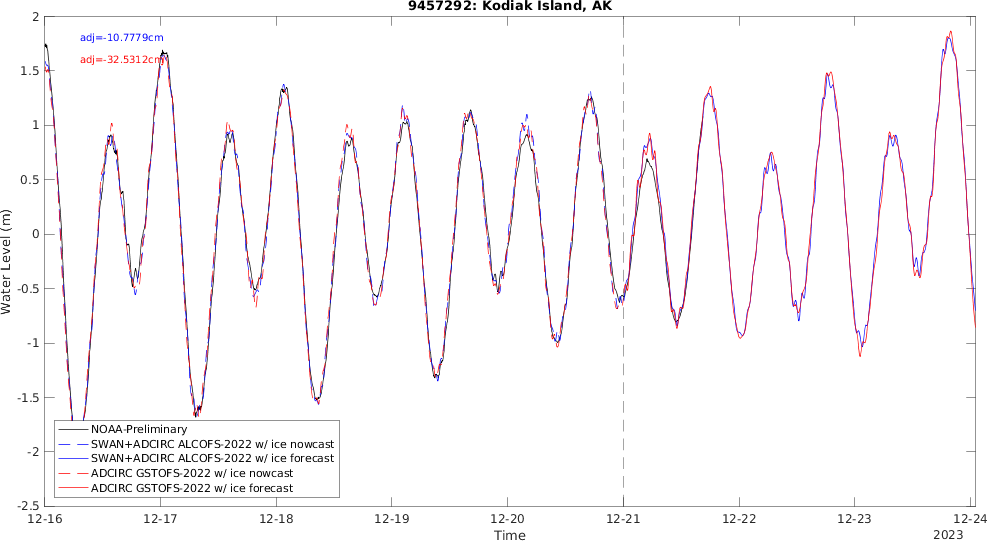 9457292: Kodiak Island, AK
adj=-10.7779cm
adj=-32.5312cm
Water Level (m)
2
1.5
1
0.5
0
-0.5
-1
-1.5
-2
-2.5
NOAA-Preliminary
SWAN+ADCIRC ALCOFS-2022 w/ ice nowcast
SWAN+ADCIRC ALCOFS-2022 w/ ice forecast
ADCIRC GSTOFS-2022 w/ ice nowcast
ADCIRC GSTOFS-2022 w/ ice forecast
12-16 12-17 12-18 12-19 12-20 12-21 12-22 12-23 12-24
Time
2023